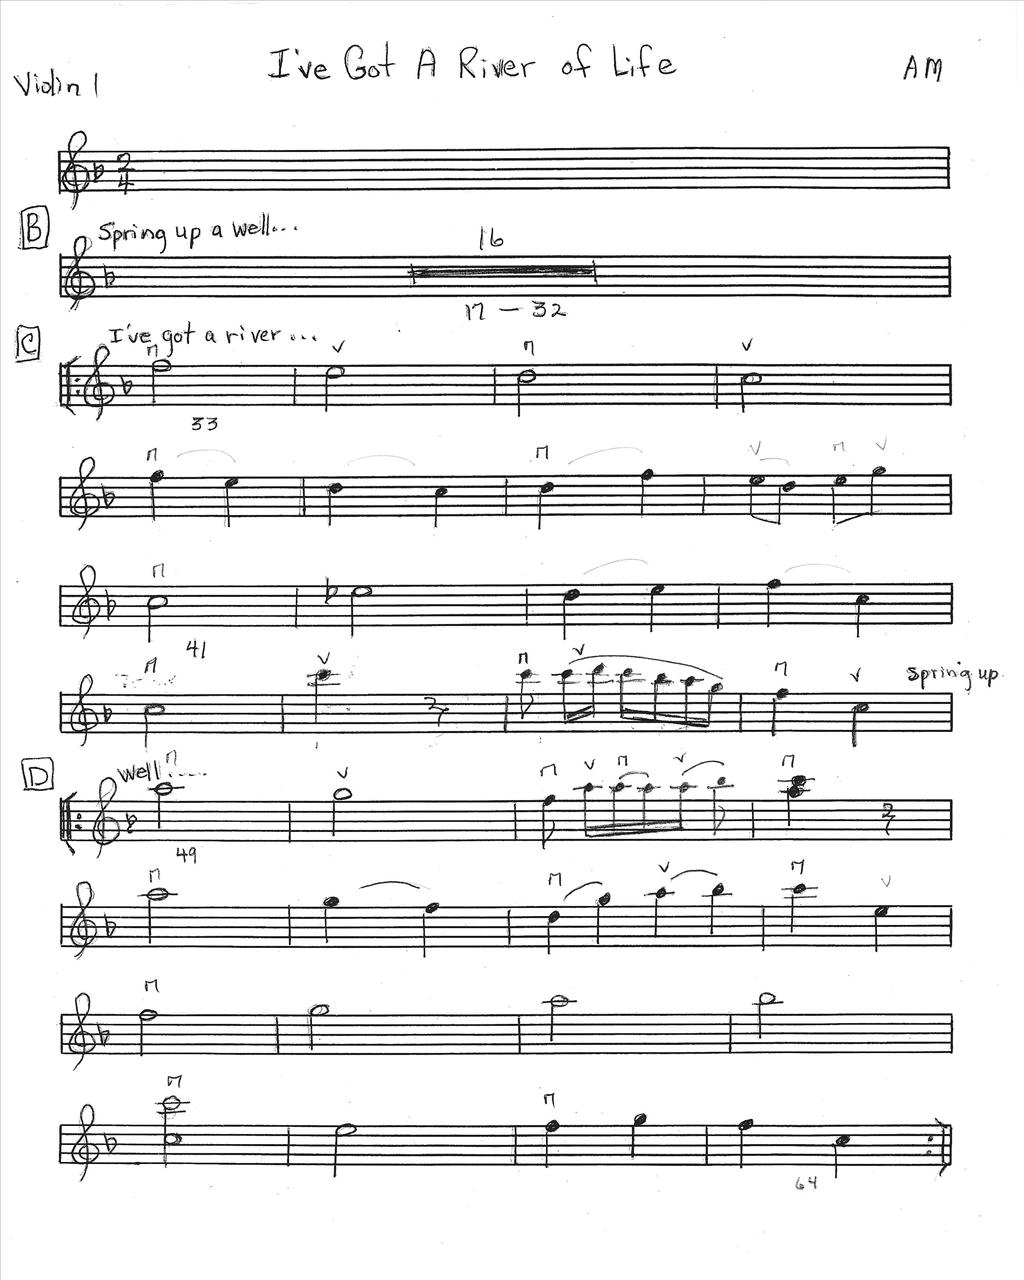 I've Got A River of Life
Violin 1
AM
2
4
B
Spring up a well...
16
17 — 32
C
I've got a river...
33
41
Spring up
D
Well.....
49
64